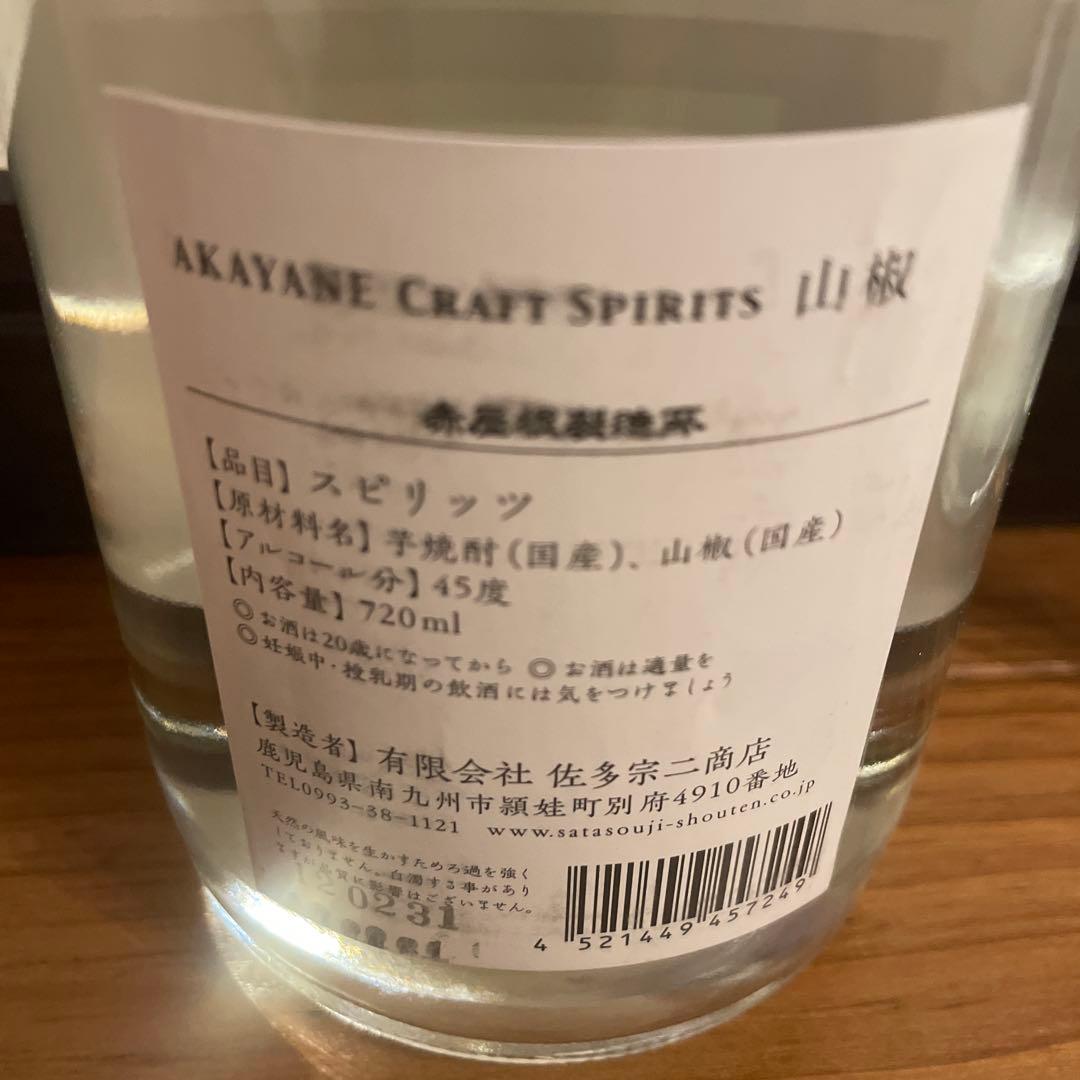 AKAYANE CRAFT SPIRITS 山椒
赤屋根製造所
【品目】スピリッツ
【原材料名】芋焼酎(国産)、山椒(国産)
【アルコール分】45度
【内容量】720ml
◎お酒は20歳になってから ◎お酒は適量を
◎妊娠中・授乳期の飲酒には気をつけましょう
【製造者】有限会社 佐多宗二商店
鹿児島県南九州市頴娃町別府4910番地
TEL0993-38-1121 www.satasouji-shouten.co.jp
天然の風味を生かすためろ過を強く
しておりません。白濁する事があり
ますが品質に影響はございません。
120231
4 521449 457249